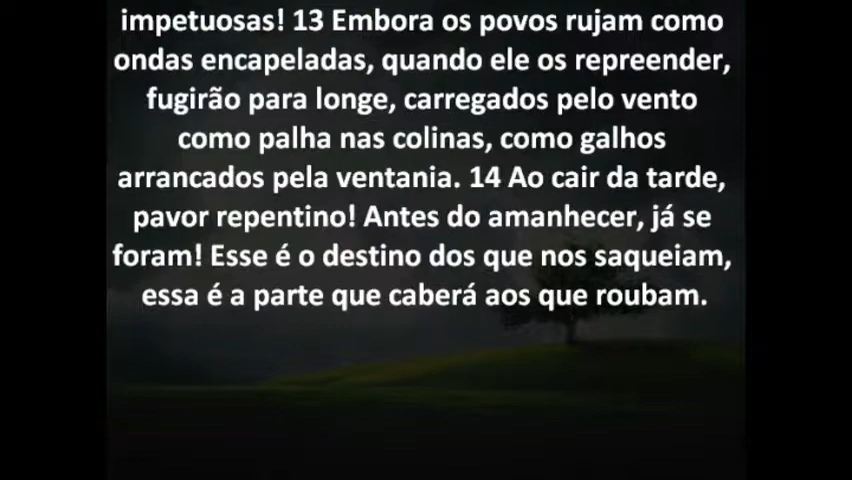 impetuosas! 13 Embora os povos rujam como
ondas encapeladas, quando ele os repreender,
fugirão para longe, carregados pelo vento
como palha nas colinas, como galhos
arrancados pela ventania. 14 Ao cair da tarde,
pavor repentino! Antes do amanhecer, já se
foram! Esse é o destino dos que nos saqueiam,
essa é a parte que caberá aos que roubam.